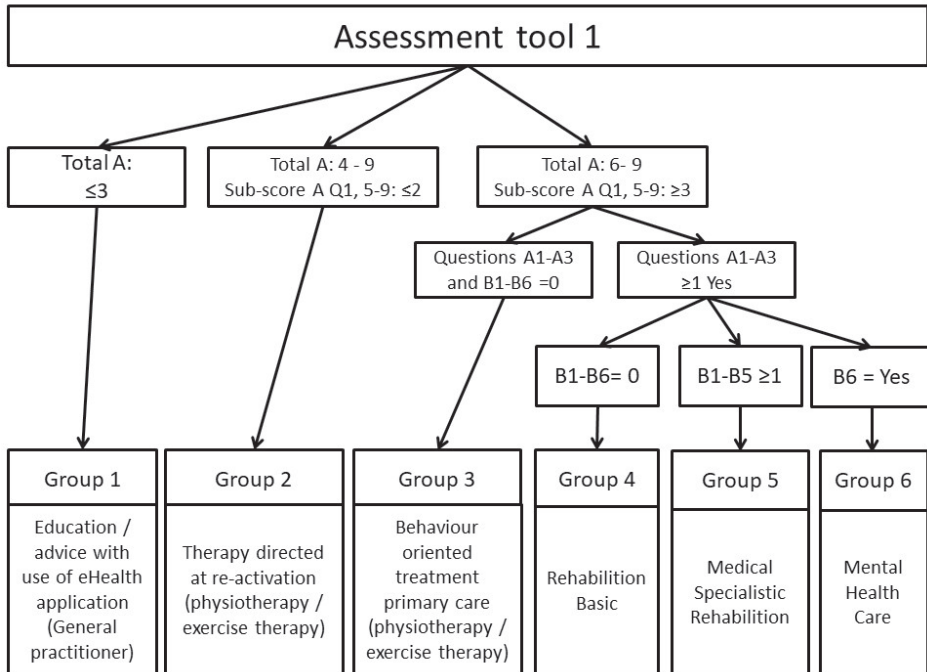 Assessment tool 1
Total A:
≤3
Total A: 4 - 9
Sub-score A Q1, 5-9: ≤2
Total A: 6- 9
Sub-score A Q1, 5-9: ≥3
Questions A1-A3
and B1-B6 =0
Questions A1-A3
≥1 Yes
B1-B6= 0
B1-B5 ≥1
B6 = Yes
Group 1
Education /
advice with
use of eHealth
application
(General
practitioner)
Group 2
Therapy directed
at re-activation
(physiotherapy /
exercise therapy)
Group 3
Behaviour
oriented
treatment
primary care
(physiotherapy /
exercise therapy)
Group 4
Rehabilition
Basic
Group 5
Medical
Specialistic
Rehabilition
Group 6
Mental
Health
Care